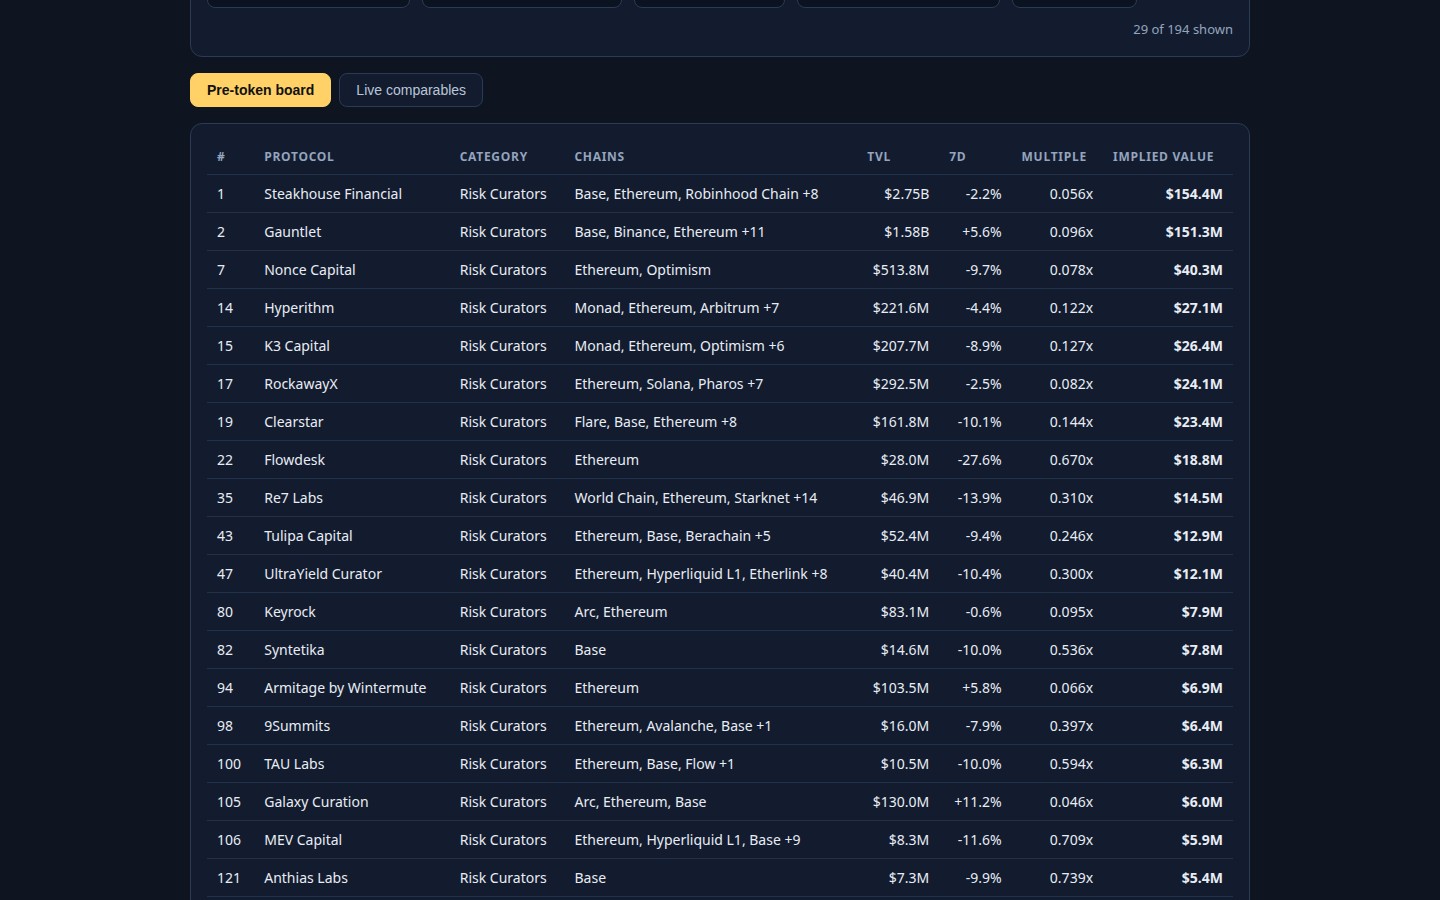 29 of 194 shown
Pre-token board Live comparables
# PROTOCOL CATEGORY CHAINS TVL 7D MULTIPLE IMPLIED VALUE
1 Steakhouse Financial Risk Curators Base, Ethereum, Robinhood Chain +8 $2.75B -2.2% 0.056x $154.4M
2 Gauntlet Risk Curators Base, Binance, Ethereum +11 $1.58B +5.6% 0.096x $151.3M
7 Nonce Capital Risk Curators Ethereum, Optimism $513.8M -9.7% 0.078x $40.3M
14 Hyperithm Risk Curators Monad, Ethereum, Arbitrum +7 $221.6M -4.4% 0.122x $27.1M
15 K3 Capital Risk Curators Monad, Ethereum, Optimism +6 $207.7M -8.9% 0.127x $26.4M
17 RockawayX Risk Curators Ethereum, Solana, Pharos +7 $292.5M -2.5% 0.082x $24.1M
19 Clearstar Risk Curators Flare, Base, Ethereum +8 $161.8M -10.1% 0.144x $23.4M
22 Flowdesk Risk Curators Ethereum $28.0M -27.6% 0.670x $18.8M
35 Re7 Labs Risk Curators World Chain, Ethereum, Starknet +14 $46.9M -13.9% 0.310x $14.5M
43 Tulipa Capital Risk Curators Ethereum, Base, Berachain +5 $52.4M -9.4% 0.246x $12.9M
47 UltraYield Curator Risk Curators Ethereum, Hyperliquid L1, Etherlink +8 $40.4M -10.4% 0.300x $12.1M
80 Keyrock Risk Curators Arc, Ethereum $83.1M -0.6% 0.095x $7.9M
82 Syntetika Risk Curators Base $14.6M -10.0% 0.536x $7.8M
94 Armitage by Wintermute Risk Curators Ethereum $103.5M +5.8% 0.066x $6.9M
98 9Summits Risk Curators Ethereum, Avalanche, Base +1 $16.0M -7.9% 0.397x $6.4M
100 TAU Labs Risk Curators Ethereum, Base, Flow +1 $10.5M -10.0% 0.594x $6.3M
105 Galaxy Curation Risk Curators Arc, Ethereum, Base $130.0M +11.2% 0.046x $6.0M
106 MEV Capital Risk Curators Ethereum, Hyperliquid L1, Base +9 $8.3M -11.6% 0.709x $5.9M
121 Anthias Labs Risk Curators Base $7.3M -9.9% 0.739x $5.4M